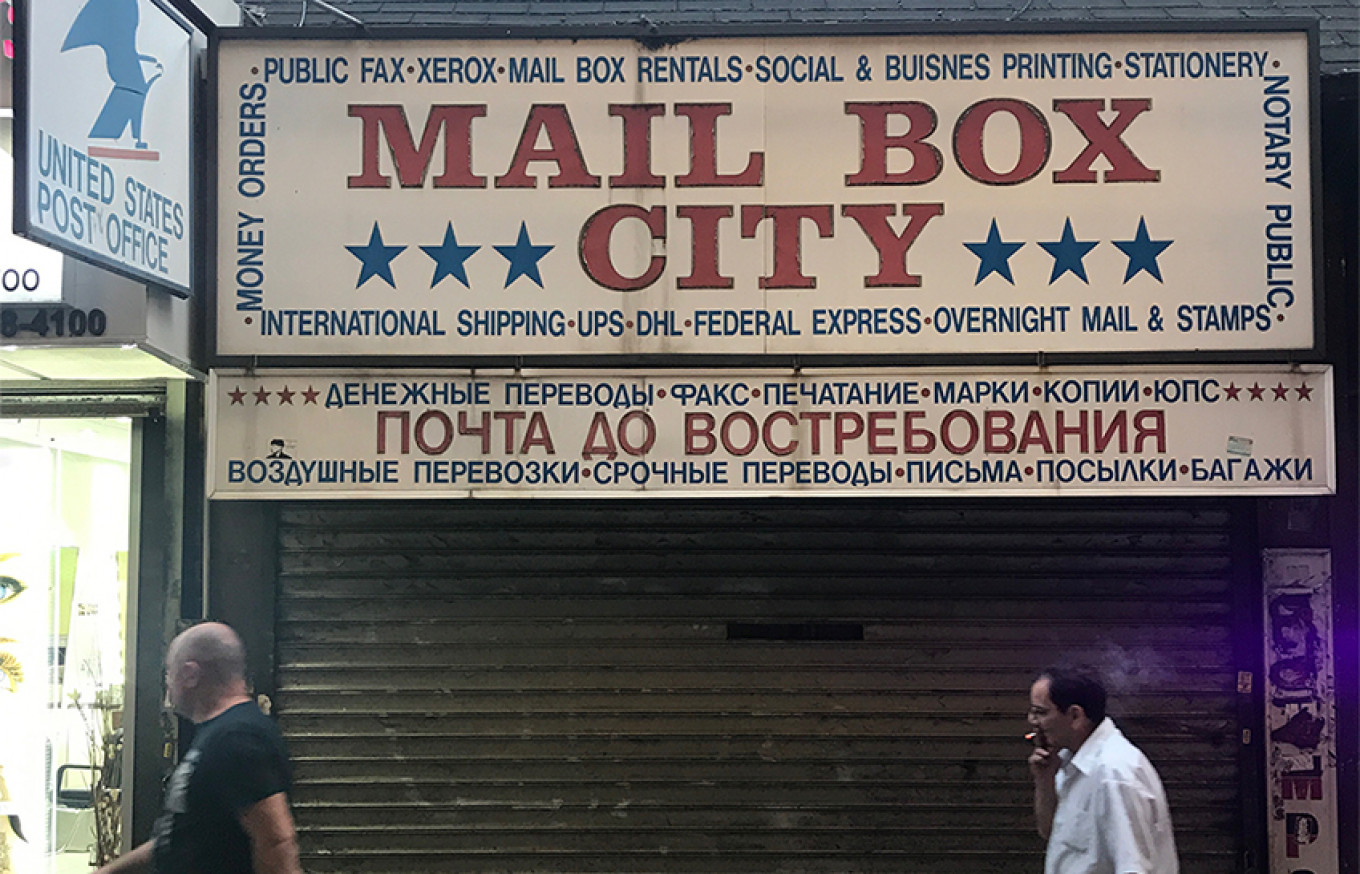 UNITED STATES
POST OFFICE
00
8-4100
•PUBLIC FAX•XEROX•MAIL BOX RENTALS•SOCIAL & BUISNES PRINTING•STATIONERY•
MONEY ORDERS•
MAIL BOX
CITY
NOTARY PUBLIC•
•INTERNATIONAL SHIPPING•UPS•DHL•FEDERAL EXPRESS•OVERNIGHT MAIL & STAMPS•
ДЕНЕЖНЫЕ ПЕРЕВОДЫ•ФАКС•ПЕЧАТАНИЕ•МАРКИ•КОПИИ•ЮПС
ПОЧТА ДО ВОСТРЕБОВАНИЯ
ВОЗДУШНЫЕ ПЕРЕВОЗКИ•СРОЧНЫЕ ПЕРЕВОДЫ•ПИСЬМА•ПОСЫЛКИ•БАГАЖИ